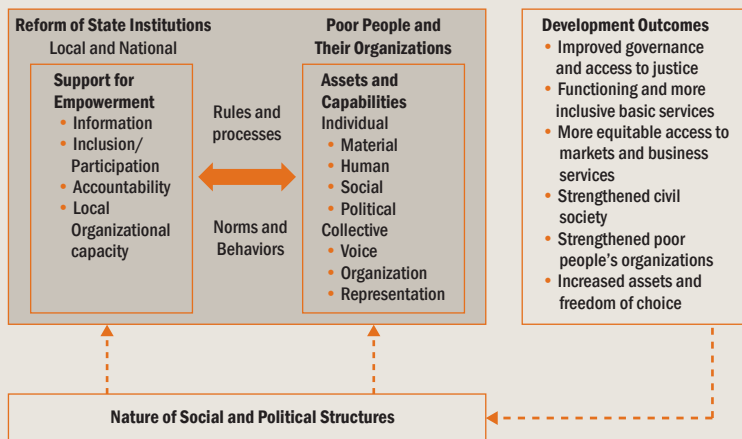 Reform of State Institutions
Local and National
Support for
Empowerment
• Information
• Inclusion/
Participation
• Accountability
• Local
Organizational
capacity
Rules and
processes
Norms and
Behaviors
Poor People and
Their Organizations
Assets and
Capabilities
Individual
• Material
• Human
• Social
• Political
Collective
• Voice
• Organization
• Representation
Development Outcomes
• Improved governance
and access to justice
• Functioning and more
inclusive basic services
• More equitable access to
markets and business
services
• Strengthened civil
society
• Strengthened poor
people's organizations
• Increased assets and
freedom of choice
Nature of Social and Political Structures